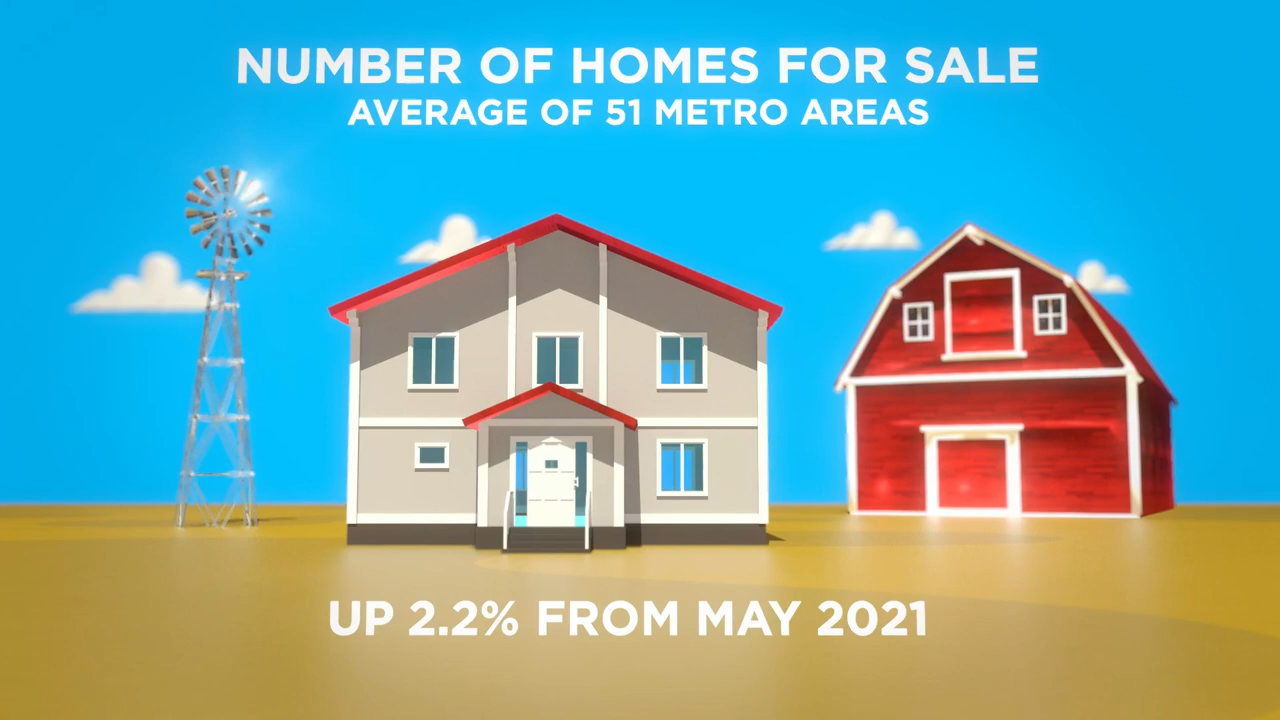 NUMBER OF HOMES FOR SALE
AVERAGE OF 51 METRO AREAS
UP 2.2% FROM MAY 2021